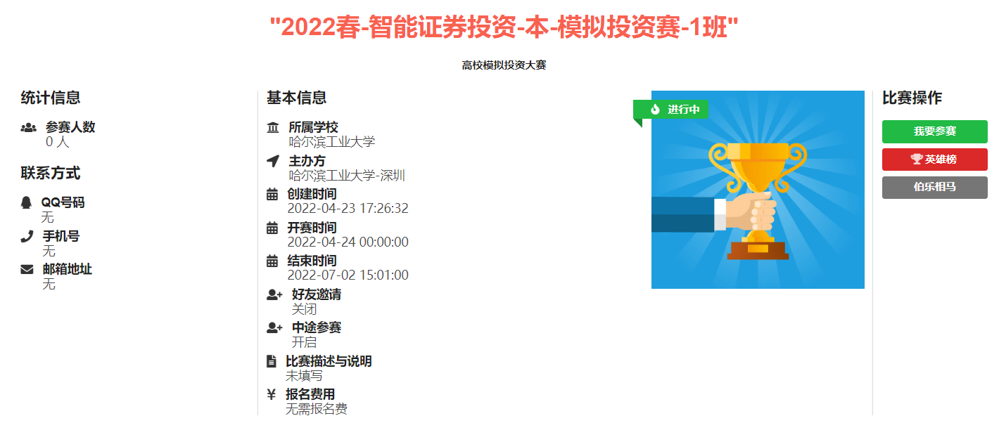 "2022春-智能证券投资-本-模拟投资赛-1班"
高校模拟投资大赛
统计信息
参赛人数
0 人
联系方式
QQ号码
无
手机号
无
邮箱地址
无
基本信息
所属学校
哈尔滨工业大学
主办方
哈尔滨工业大学-深圳
创建时间
2022-04-23 17:26:32
开赛时间
2022-04-24 00:00:00
结束时间
2022-07-02 15:01:00
好友邀请
关闭
中途参赛
开启
比赛描述与说明
未填写
¥ 报名费用
无需报名费
进行中
比赛操作
我要参赛
英雄榜
伯乐相马